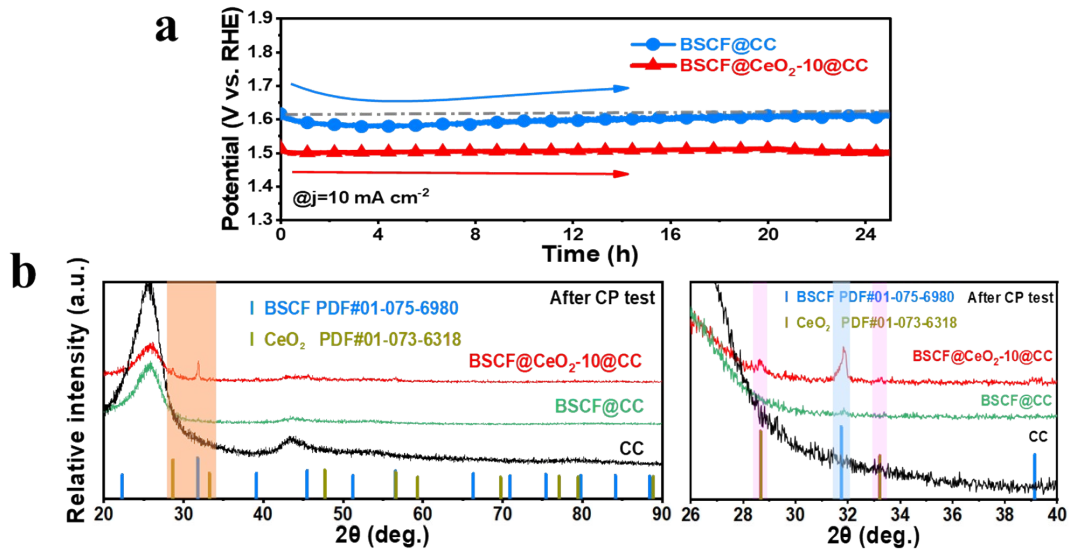 a
Potential (V vs. RHE)
1.9
1.8
1.7
1.6
1.5
1.4
1.3
BSCF@CC
BSCF@CeO₂-10@CC
@j=10 mA cm⁻²
0 4 8 12 16 20 24
Time (h)
b
Relative intensity (a.u.)
After CP test
BSCF PDF#01-075-6980
CeO₂ PDF#01-073-6318
BSCF@CeO₂-10@CC
BSCF@CC
CC
20 30 40 50 60 70 80 90
2θ (deg.)
BSCF PDF#01-075-6980 After CP test
CeO₂ PDF#01-073-6318
BSCF@CeO₂-10@CC
BSCF@CC
CC
26 28 30 32 34 36 38 40
2θ (deg.)